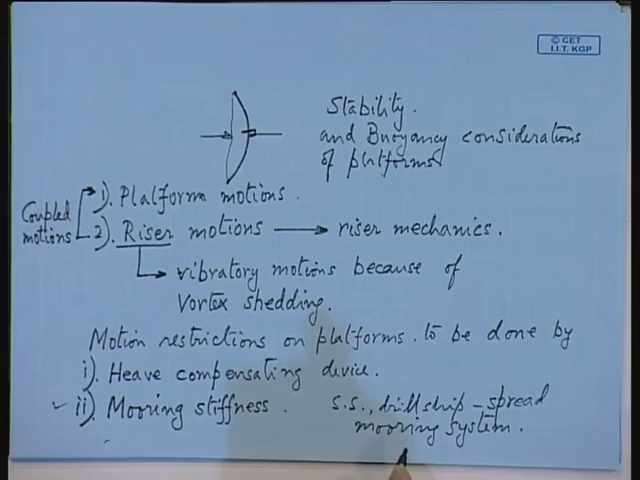 © CET
I.I.T. KGP
Stability.
and Buoyancy considerations
of platforms
Coupled motions
1). Platform motions.
2). Riser motions → riser mechanics.
vibratory motions because of
Vortex shedding.
Motion restrictions on platforms. to be done by
i). Heave compensating device.
ii). Mooring stiffness. s.s., drillship - spread
mooring system.